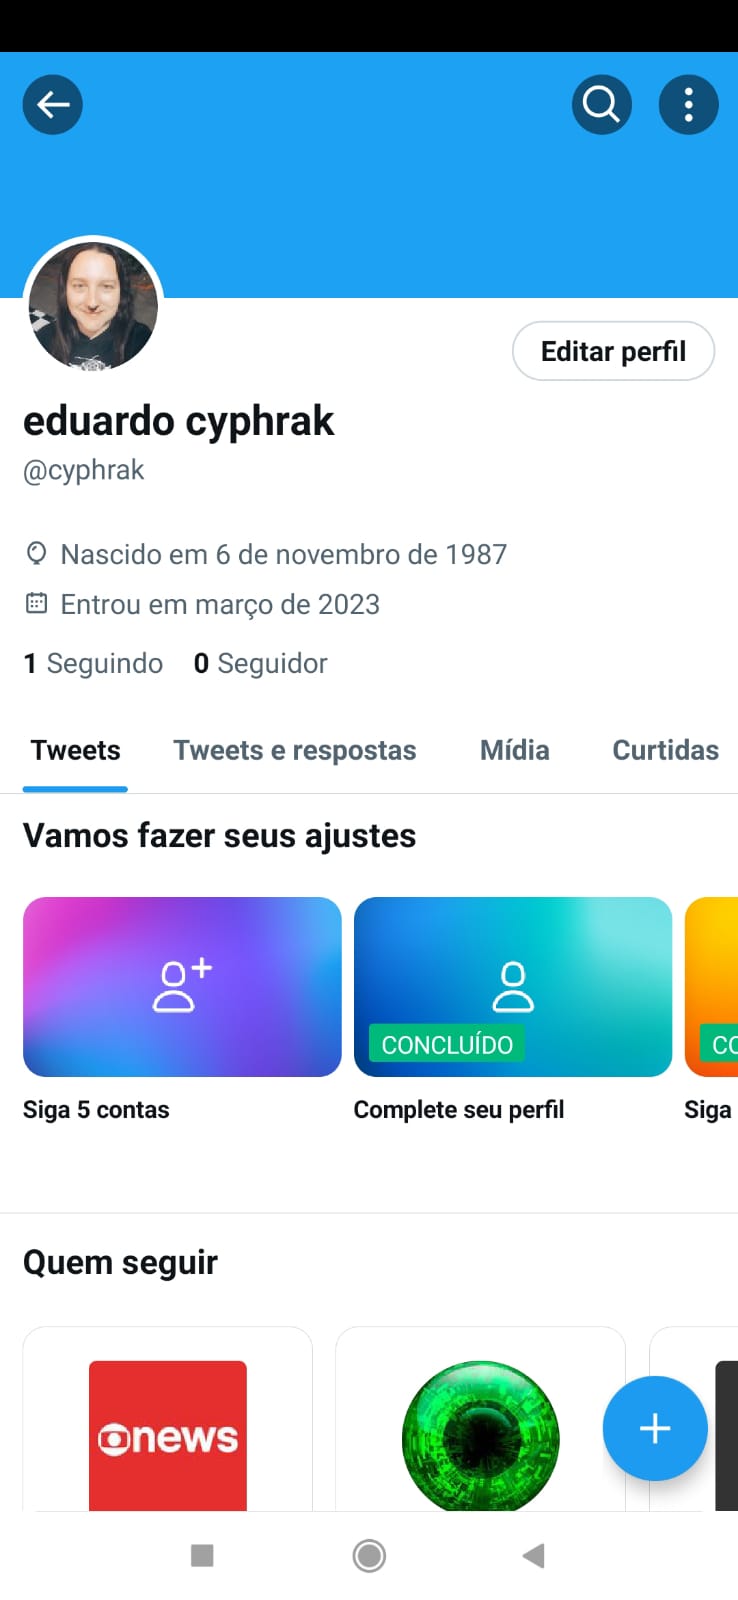 Editar perfil
eduardo cyphrak
@cyphrak
Nascido em 6 de novembro de 1987
Entrou em março de 2023
1 Seguindo 0 Seguidor
Tweets Tweets e respostas Mídia Curtidas
Vamos fazer seus ajustes
CONCLUÍDO CO
Siga 5 contas Complete seu perfil Siga
Quem seguir
news